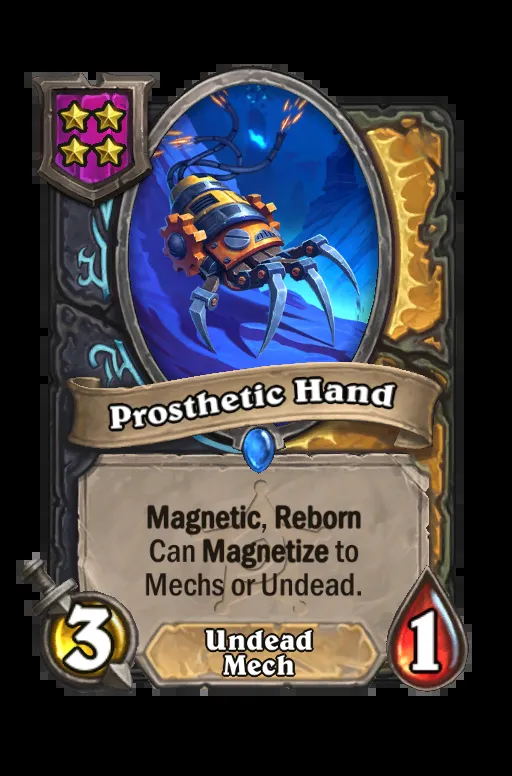 Prosthetic Hand
Magnetic, Reborn
Can Magnetize to
Mechs or Undead.
3
Undead
Mech
1